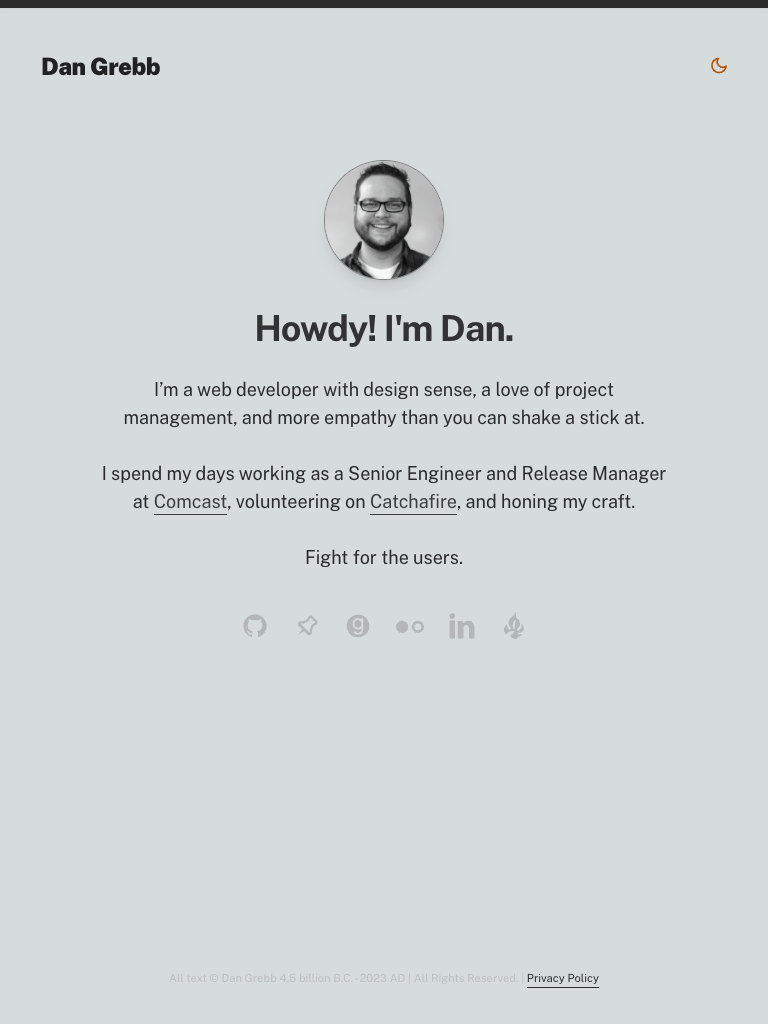 Dan Grebb
Howdy! I'm Dan.
I’m a web developer with design sense, a love of project
management, and more empathy than you can shake a stick at.
I spend my days working as a Senior Engineer and Release Manager
at Comcast, volunteering on Catchafire, and honing my craft.
Fight for the users.
All text © Dan Grebb 4.5 billion B.C. - 2023 AD | All Rights Reserved. | Privacy Policy